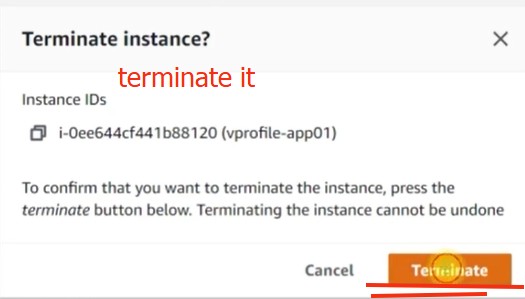 Terminate instance?
terminate it
Instance IDs
i-0ee644cf441b88120 (vprofile-app01)
To confirm that you want to terminate the instance, press the
terminate button below. Terminating the instance cannot be undone
Cancel
Terminate